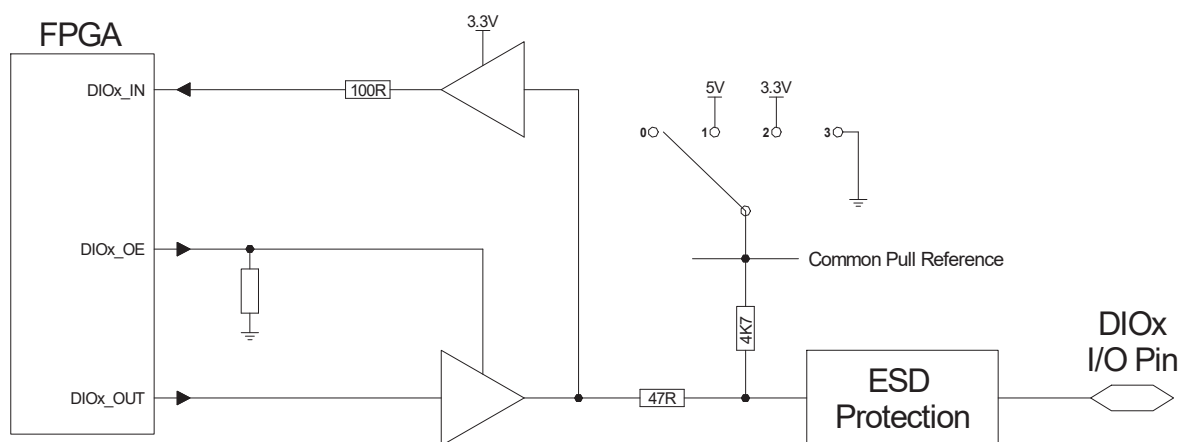 FPGA
3.3V
DIOx_IN
100R
5V
3.3V
0
1
2
3
DIOx_OE
Common Pull Reference
4K7
DIOx
I/O Pin
DIOx_OUT
47R
ESD
Protection